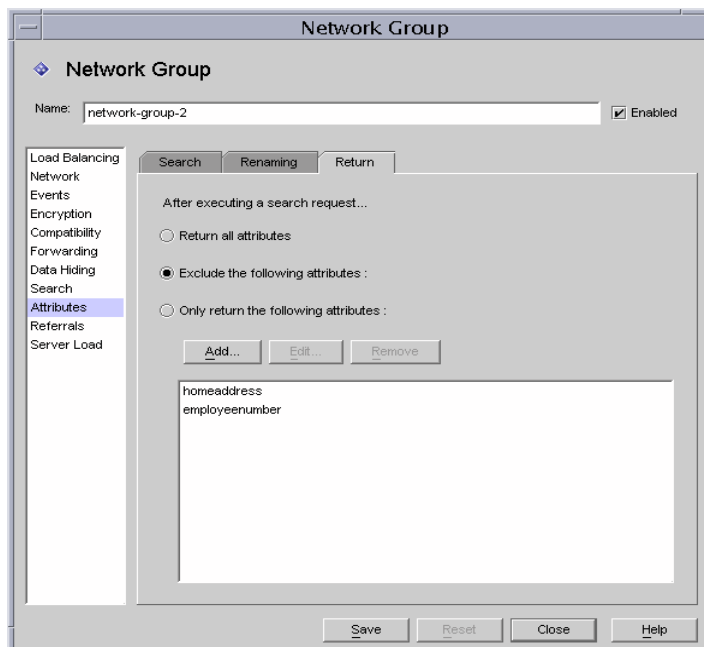 Network Group
Network Group
Name: network-group-2 Enabled
Load Balancing
Network
Events
Encryption
Compatibility
Forwarding
Data Hiding
Search
Attributes
Referrals
Server Load
Search Renaming Return
After executing a search request...
Return all attributes
Exclude the following attributes :
Only return the following attributes :
Add... Edit... Remove
homeaddress
employeenumber
Save Reset Close Help